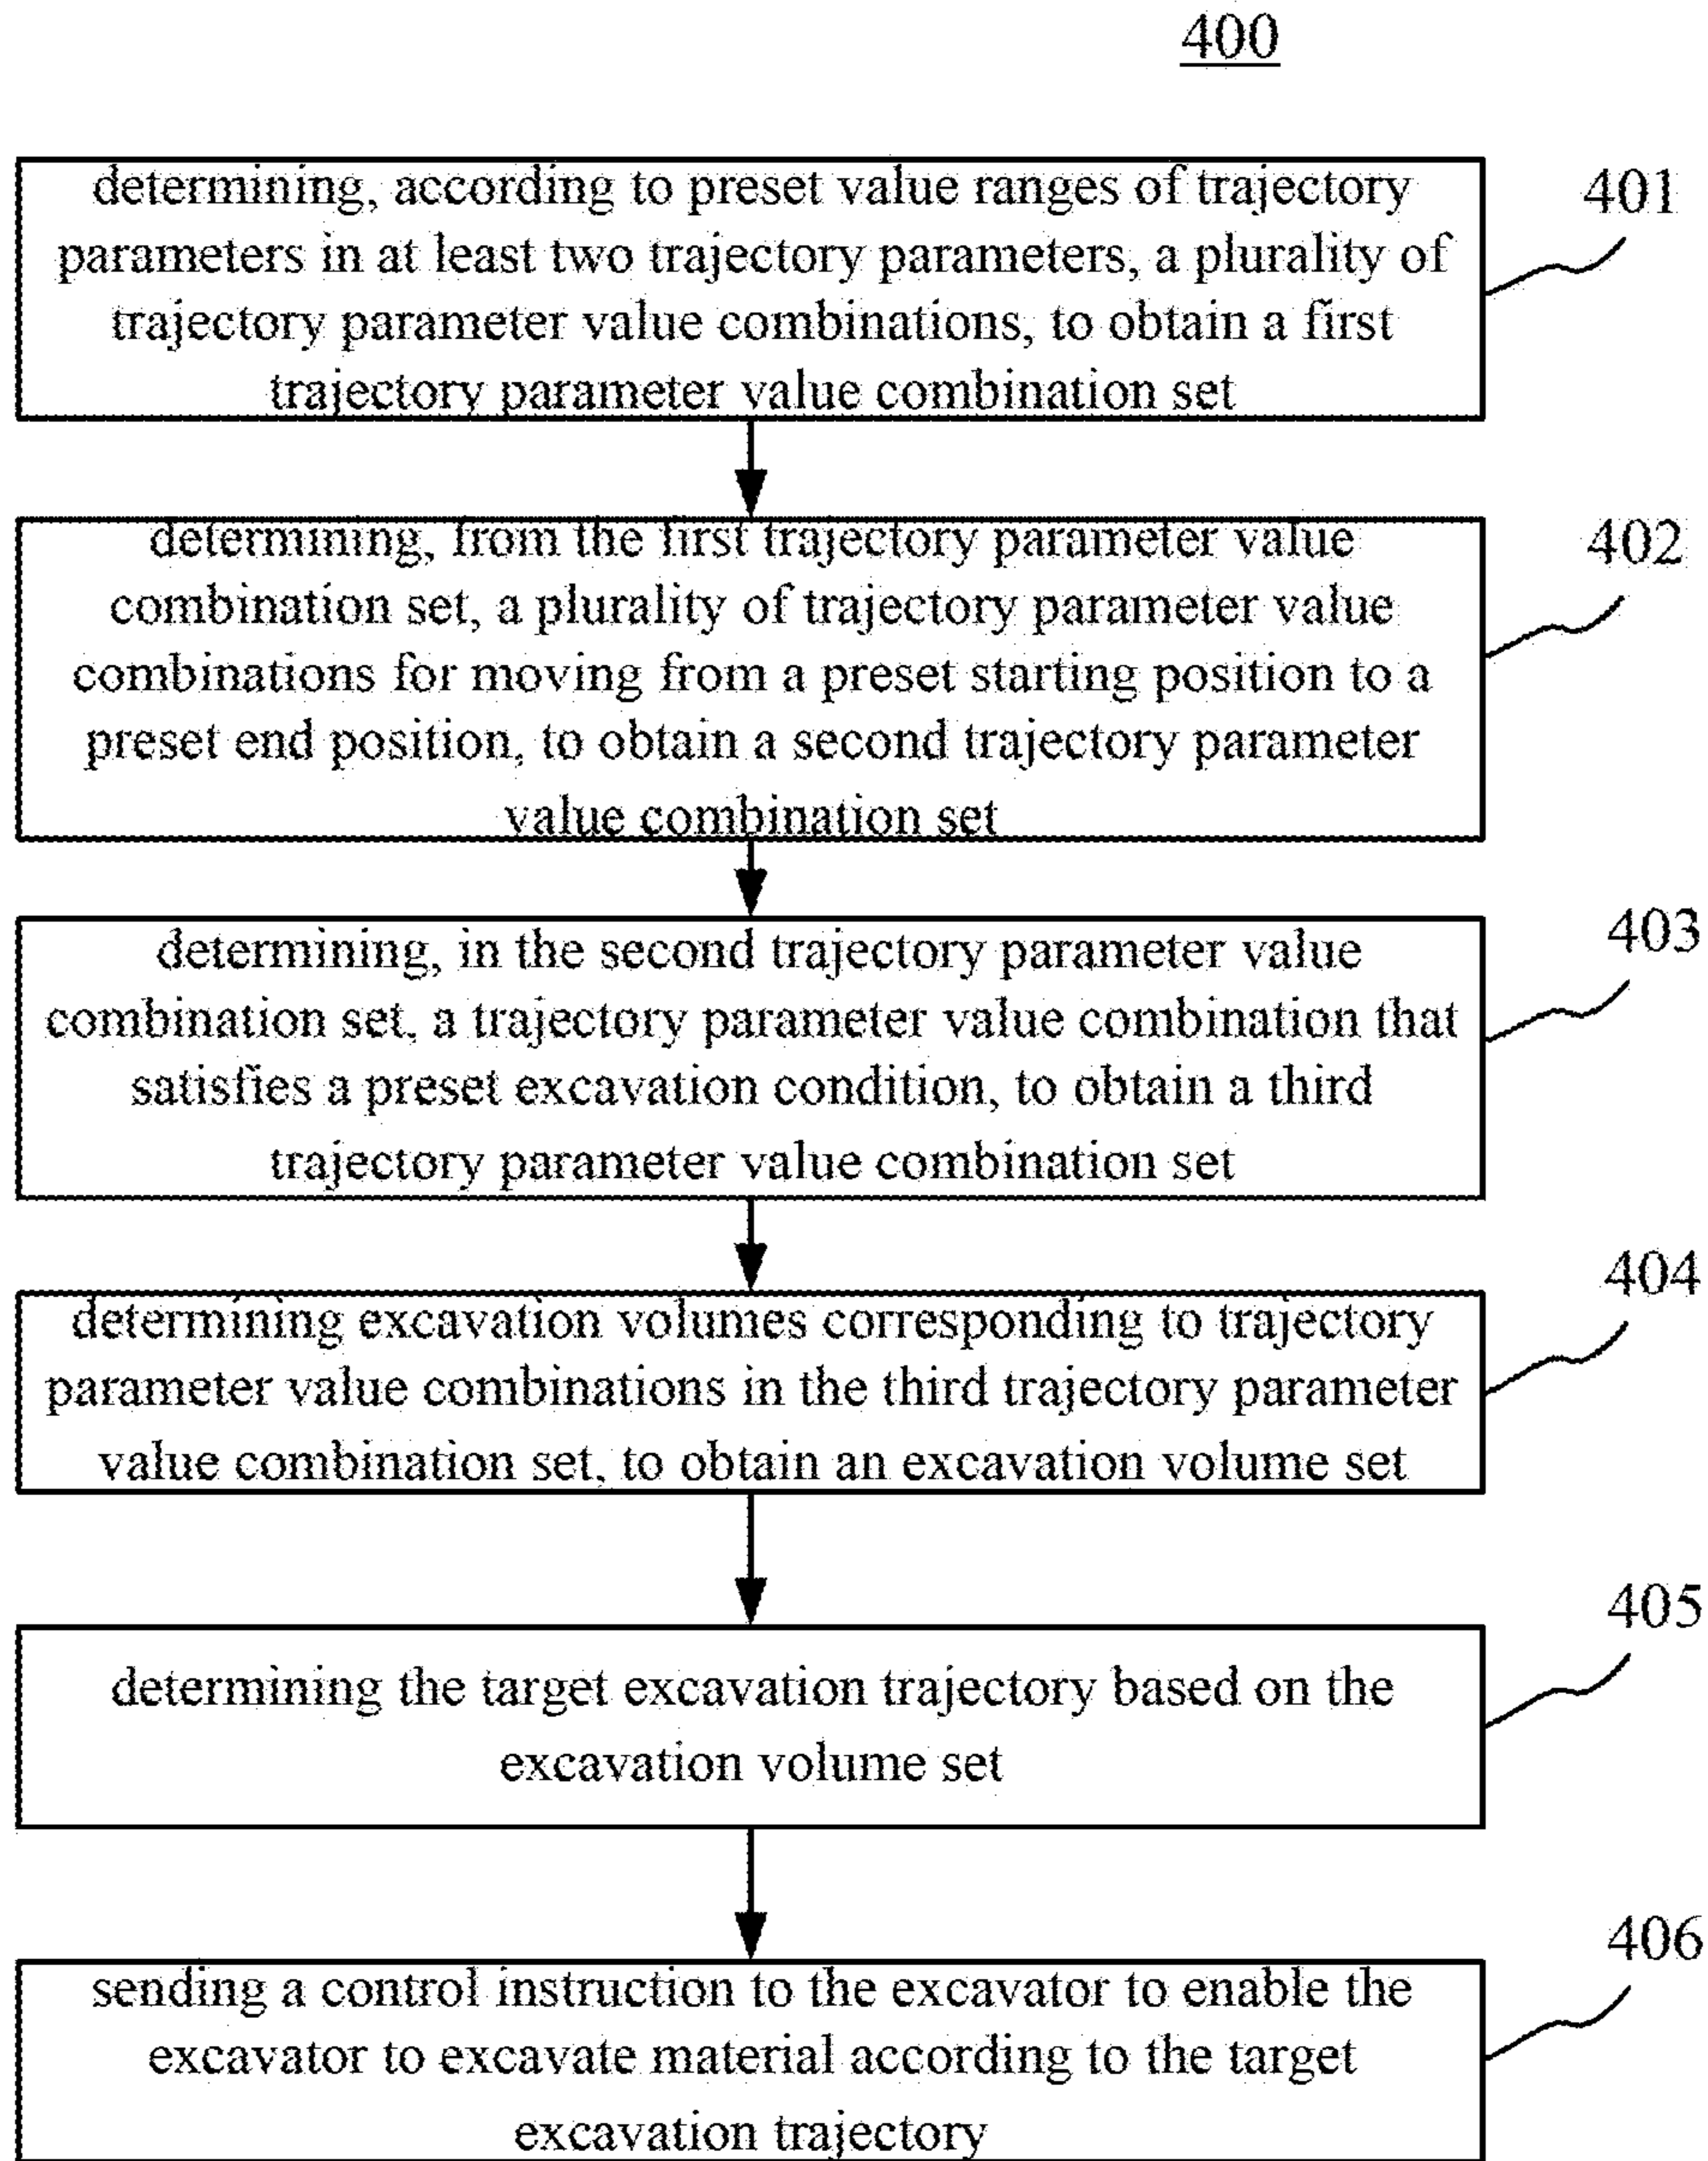 400
determining, according to preset value ranges of trajectory
parameters in at least two trajectory parameters, a plurality of
trajectory parameter value combinations, to obtain a first
trajectory parameter value combination set
401
determining, from the first trajectory parameter value
combination set, a plurality of trajectory parameter value
combinations for moving from a preset starting position to a
preset end position, to obtain a second trajectory parameter
value combination set
402
determining, in the second trajectory parameter value
combination set, a trajectory parameter value combination that
satisfies a preset excavation condition, to obtain a third
trajectory parameter value combination set
403
determining excavation volumes corresponding to trajectory
parameter value combinations in the third trajectory parameter
value combination set, to obtain an excavation volume set
404
determining the target excavation trajectory based on the
excavation volume set
405
sending a control instruction to the excavator to enable the
excavator to excavate material according to the target
excavation trajectory
406